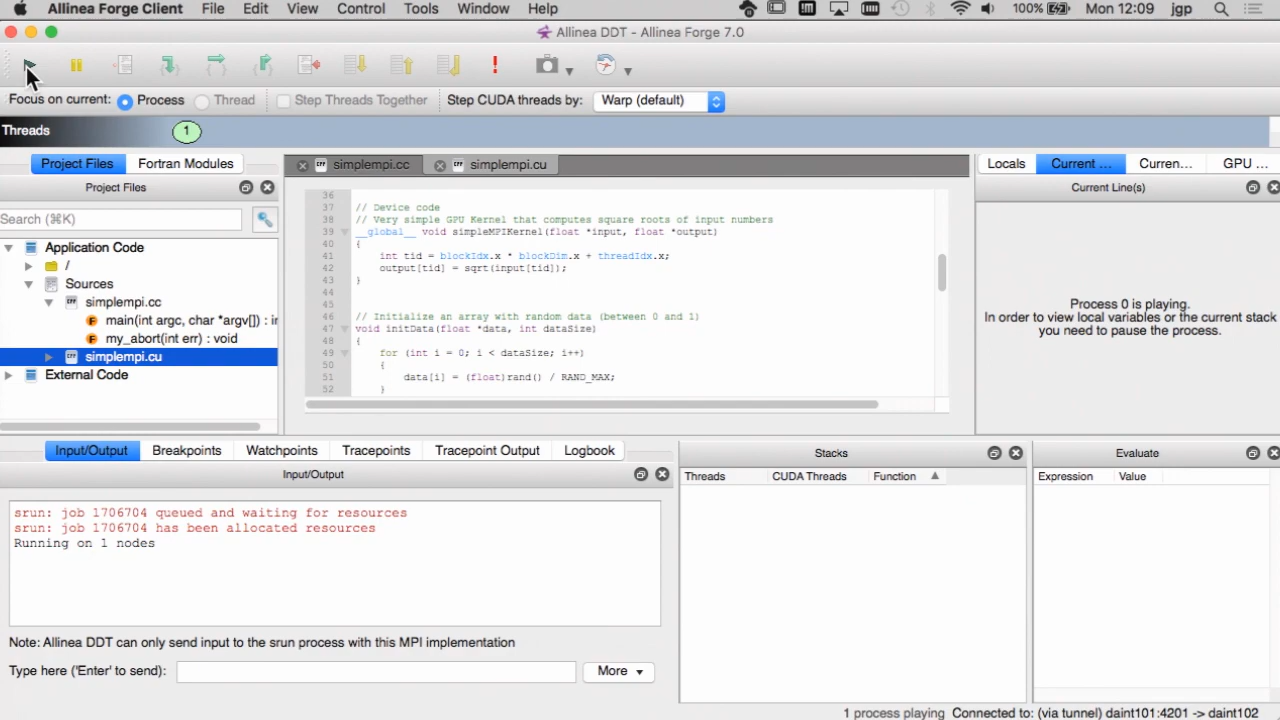 Allinea Forge Client File Edit View Control Tools Window Help 100% Mon 12:09 jgp
Allinea DDT - Allinea Forge 7.0
Focus on current: Process Thread Step Threads Together Step CUDA threads by: Warp (default)
Threads 1
Project Files Fortran Modules
simplempi.cc simplempi.cu
Locals Current ... Curren... GPU ...
Project Files
Search (⌘K)
Application Code
/
Sources
simplempi.cc
main(int argc, char *argv[]) : in
my_abort(int err) : void
simplempi.cu
External Code
36
37 // Device code
38 // Very simple GPU Kernel that computes square roots of input numbers
39 __global__ void simpleMPIKernel(float *input, float *output)
40 {
41 int tid = blockIdx.x * blockDim.x + threadIdx.x;
42 output[tid] = sqrt(input[tid]);
43 }
44
45
46 // Initialize an array with random data (between 0 and 1)
47 void initData(float *data, int dataSize)
48 {
49 for (int i = 0; i < dataSize; i++)
50 {
51 data[i] = (float)rand() / RAND_MAX;
52 }
Current Line(s)
Process 0 is playing.
In order to view local variables or the current stack
you need to pause the process.
Input/Output Breakpoints Watchpoints Tracepoints Tracepoint Output Logbook
Input/Output
srun: job 1706704 queued and waiting for resources
srun: job 1706704 has been allocated resources
Running on 1 nodes
Note: Allinea DDT can only send input to the srun process with this MPI implementation
Type here ('Enter' to send): More
Stacks
Threads CUDA Threads Function
Evaluate
Expression Value
1 process playing Connected to: (via tunnel) daint101:4201 -> daint102